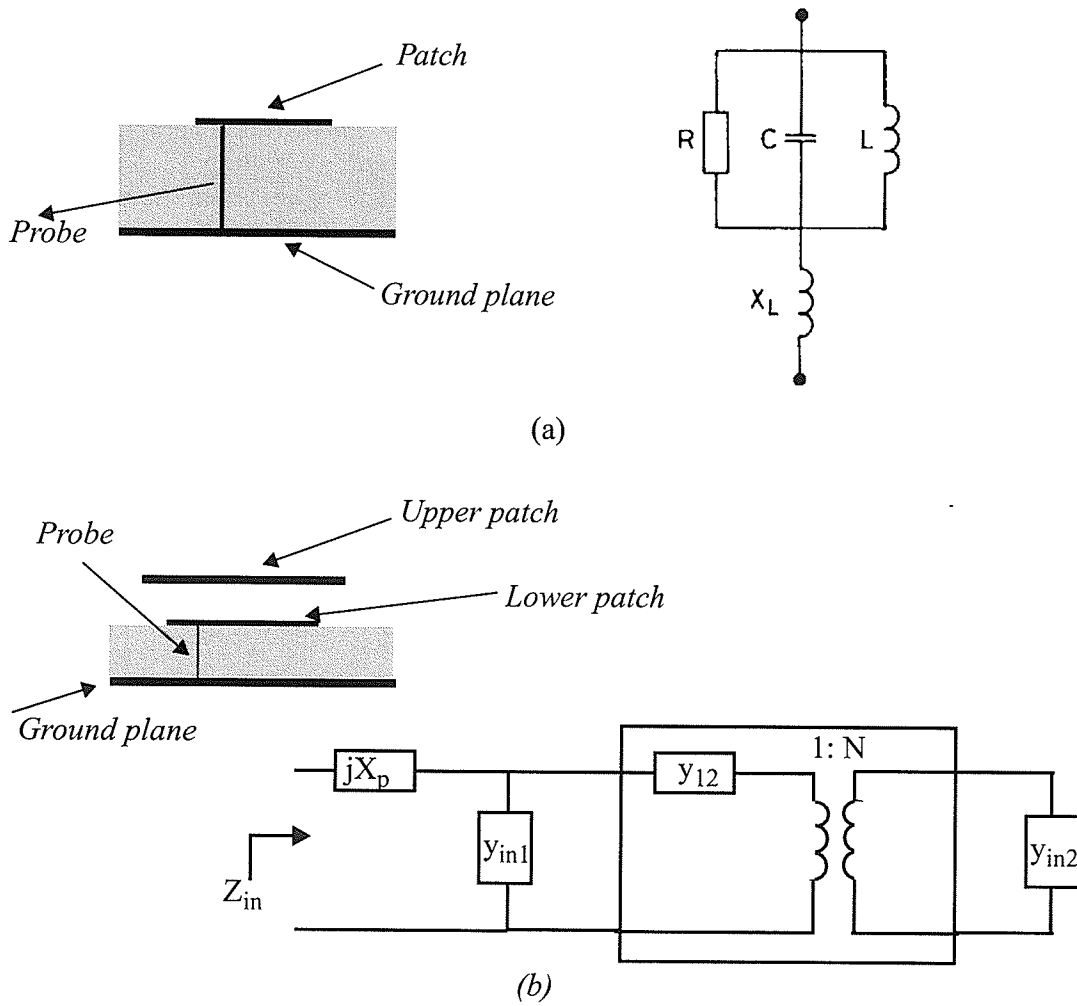 Patch
Probe
Ground plane
R
C
L
X_L
(a)
Upper patch
Probe
Lower patch
Ground plane
1: N
jX_p
y_12
y_in1
y_in2
Z_in
(b)